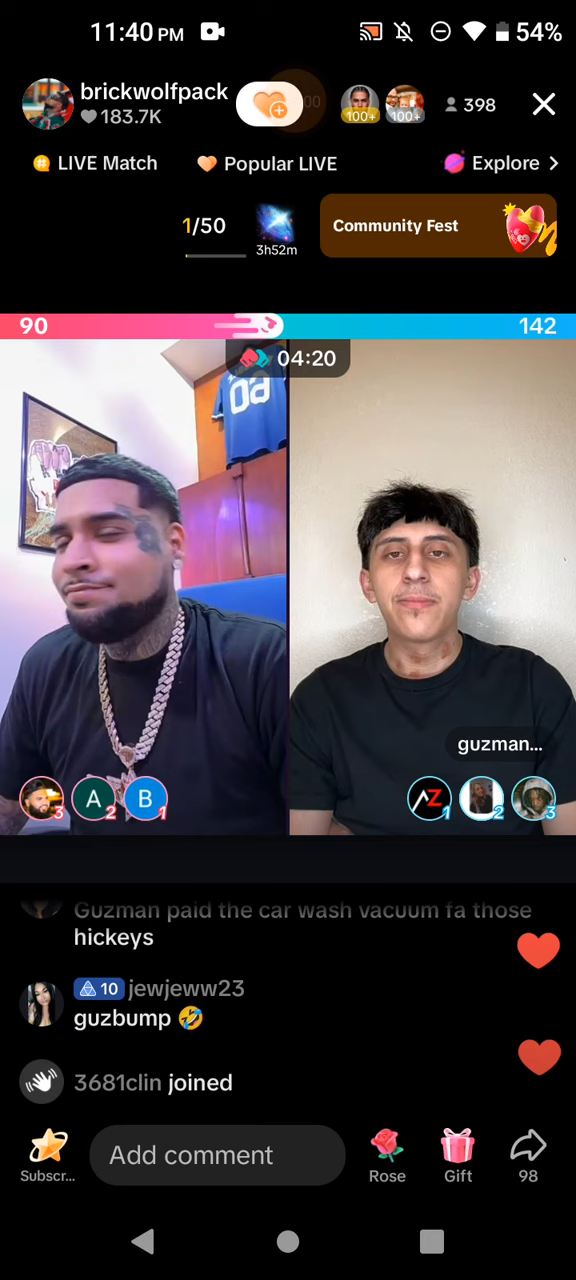 11:40 PM
54%
brickwolfpack
183.7K
100+
100+
398
LIVE Match
Popular LIVE
Explore
1/50
3h52m
Community Fest
90
142
04:20
guzman...
3
A
2
B
1
1
2
3
Guzman paid the car wash vacuum fa those
hickeys
10 jewjeww23
guzbump 🤣
3681clin joined
Subscr...
Add comment
Rose
Gift
98